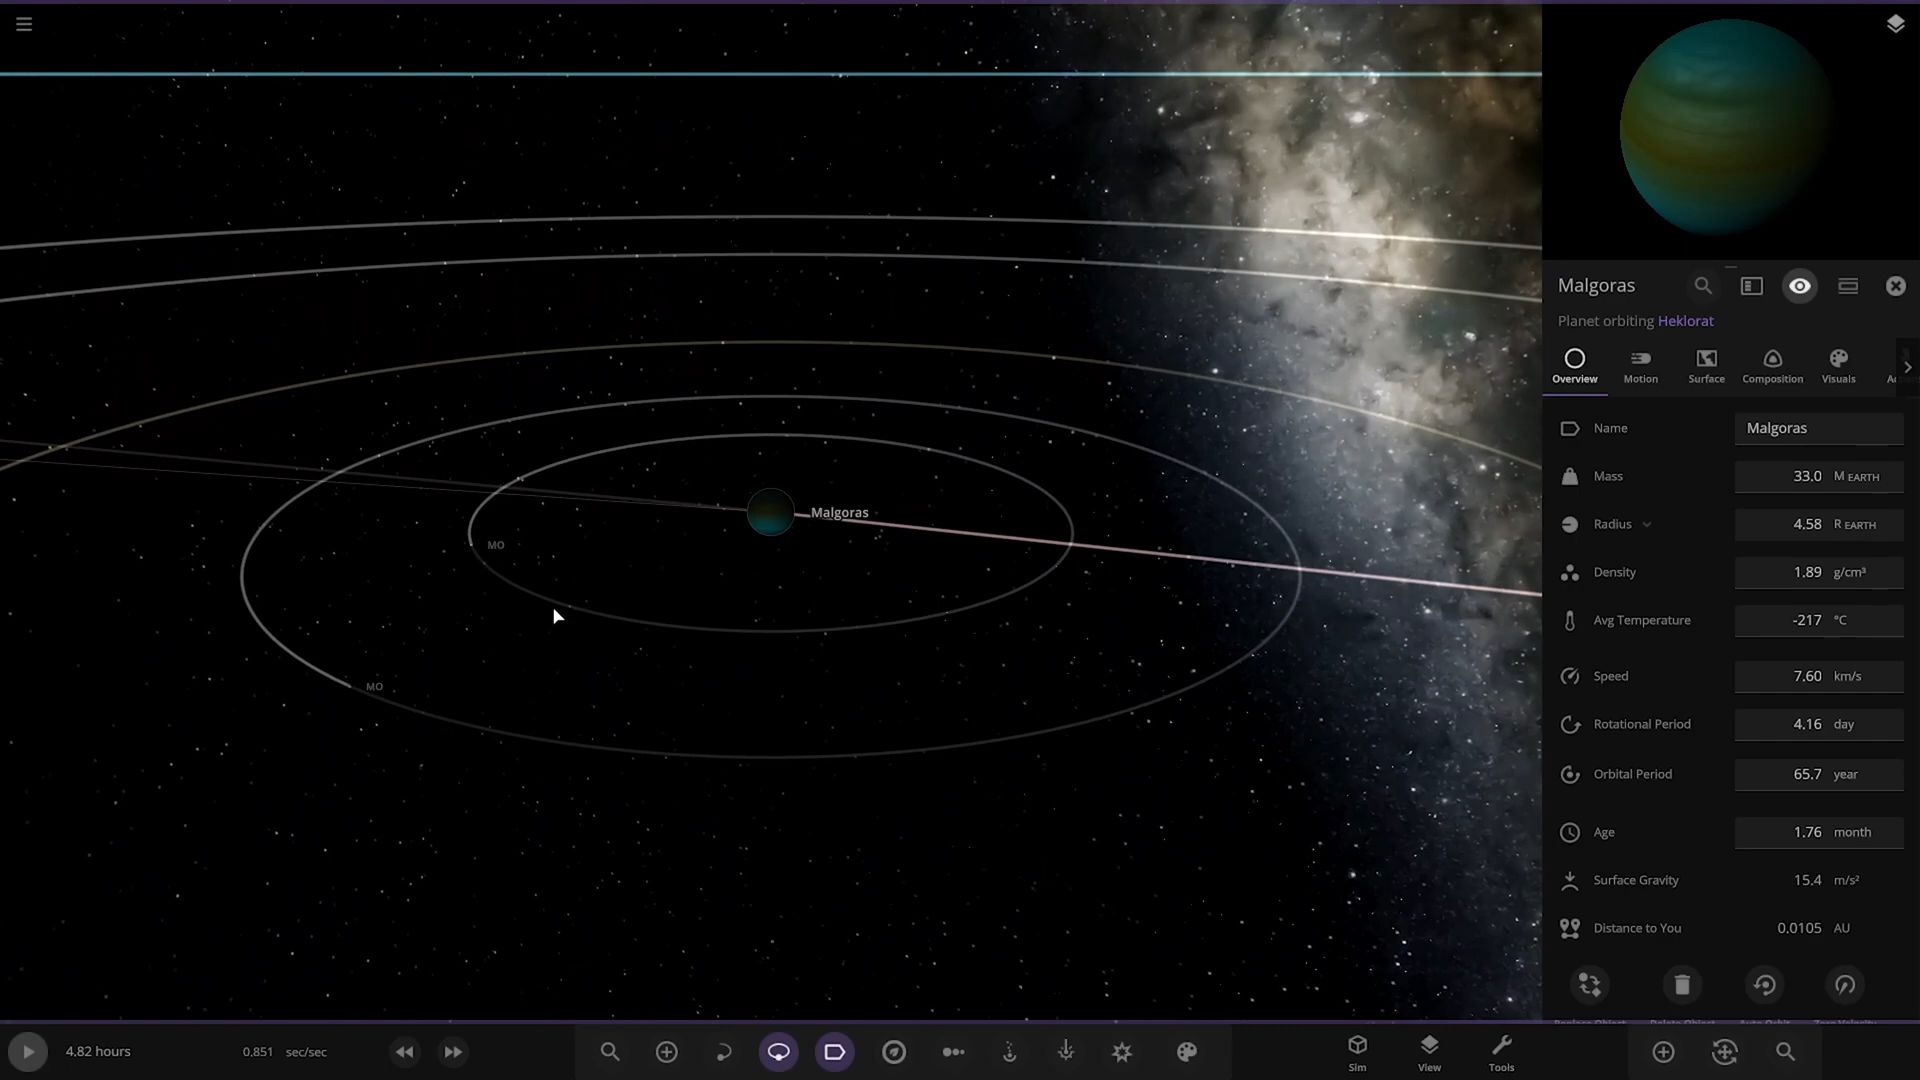 Malgoras
Planet orbiting Heklorat
Overview
Motion
Surface
Composition
Visuals
Name Malgoras
Mass 33.0 M EARTH
Radius 4.58 R EARTH
Density 1.89 g/cm³
Avg Temperature -217 °C
Speed 7.60 km/s
Rotational Period 4.16 day
Orbital Period 65.7 year
Age 1.76 month
Surface Gravity 15.4 m/s²
Distance to You 0.0105 AU
Malgoras
MO
MO
4.82 hours
0.851 sec/sec
Sim
View
Tools